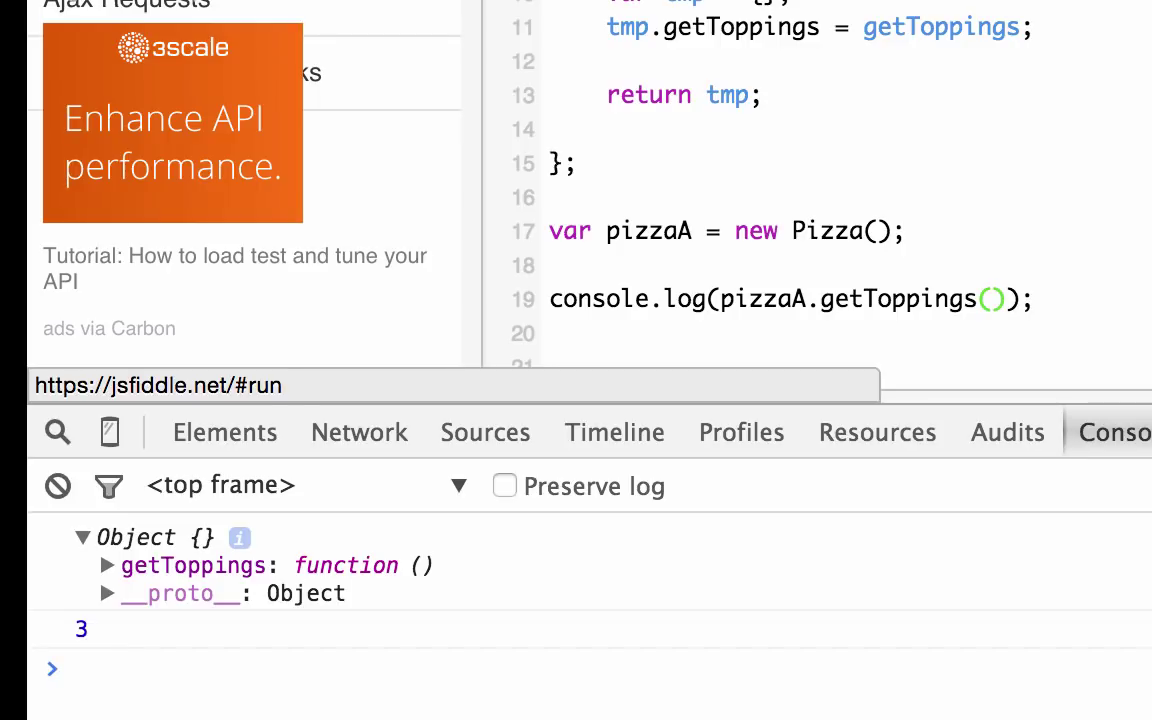 Ajax Requests
3scale
ks
Enhance API
performance.
Tutorial: How to load test and tune your
API
ads via Carbon
11 tmp.getToppings = getToppings;
12
13 return tmp;
14
15 };
16
17 var pizzaA = new Pizza();
18
19 console.log(pizzaA.getToppings());
20
21
https://jsfiddle.net/#run
Elements Network Sources Timeline Profiles Resources Audits Conso
<top frame> ▼ Preserve log
▼ Object {} i
▶ getToppings: function ()
▶ __proto__: Object
3
>